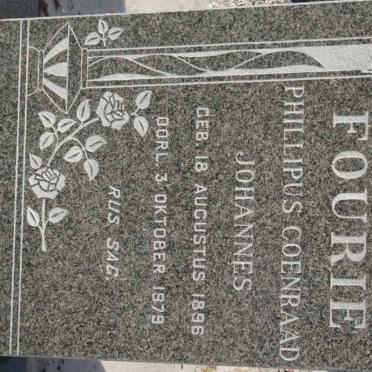 FOURIE
PHILLIPUS COENRAAD
JOHANNES
GEB. 18 AUGUSTUS 1896
OORL. 3 OKTOBER 1979
RUS SAG.